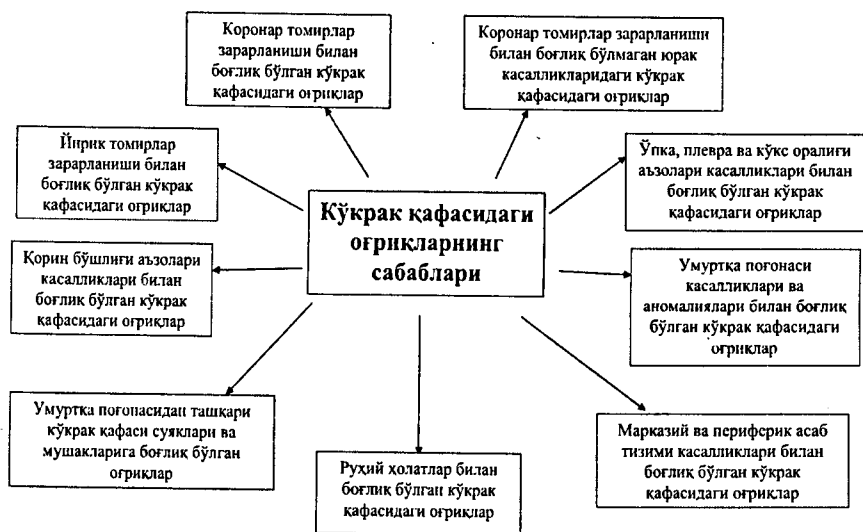 Коронар томирлар
зарарланиши билан
боғлиқ бўлган кўкрак
қафасидаги оғриқлар
Коронар томирлар зарарланиши
билан боғлиқ бўлмаган юрак
касалликларидаги кўкрак
қафасидаги оғриқлар
Йирик томирлар
зарарланиши билан
боғлиқ бўлган кўкрак
қафасидаги оғриқлар
Ўпка, плевра ва кўкс оралиғи
аъзолари касалликлари билан
боғлиқ бўлган кўкрак
қафасидаги оғриқлар
Кўкрак қафасидаги
оғриқларнинг
сабаблари
Қорин бўшлиғи аъзолари
касалликлари билан
боғлиқ бўлган кўкрак
қафасидаги оғриқлар
Умуртқа поғонаси
касалликлари ва
аномалиялари билан боғлиқ
бўлган кўкрак қафасидаги
оғриқлар
Умуртқа поғонасидан ташқари
кўкрак қафаси суяклари ва
мушакларига боғлиқ бўлган
оғриқлар
Руҳий ҳолатлар билан
боғлиқ бўлган кўкрак
қафасидаги оғриқлар
Марказий ва периферик асаб
тизими касалликлари билан
боғлиқ бўлган кўкрак
қафасидаги оғриқлар